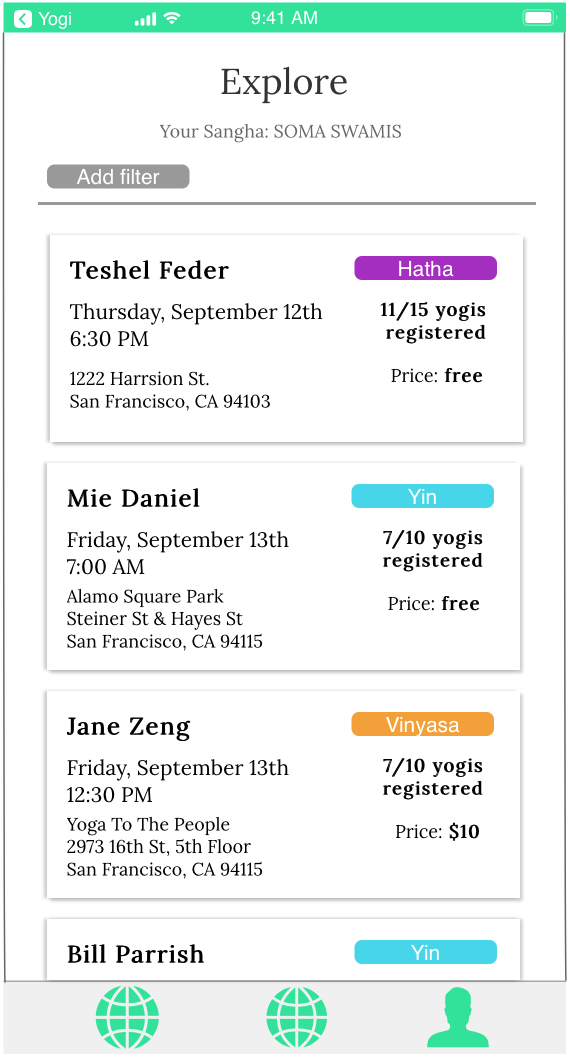 Yogi 9:41 AM
Explore
Your Sangha: SOMA SWAMIS
Add filter
Teshel Feder
Hatha
Thursday, September 12th
6:30 PM
11/15 yogis
registered
1222 Harrsion St.
San Francisco, CA 94103
Price: free
Mie Daniel
Yin
Friday, September 13th
7:00 AM
7/10 yogis
registered
Alamo Square Park
Steiner St & Hayes St
San Francisco, CA 94115
Price: free
Jane Zeng
Vinyasa
Friday, September 13th
12:30 PM
7/10 yogis
registered
Yoga To The People
2973 16th St, 5th Floor
San Francisco, CA 94115
Price: $10
Bill Parrish
Yin